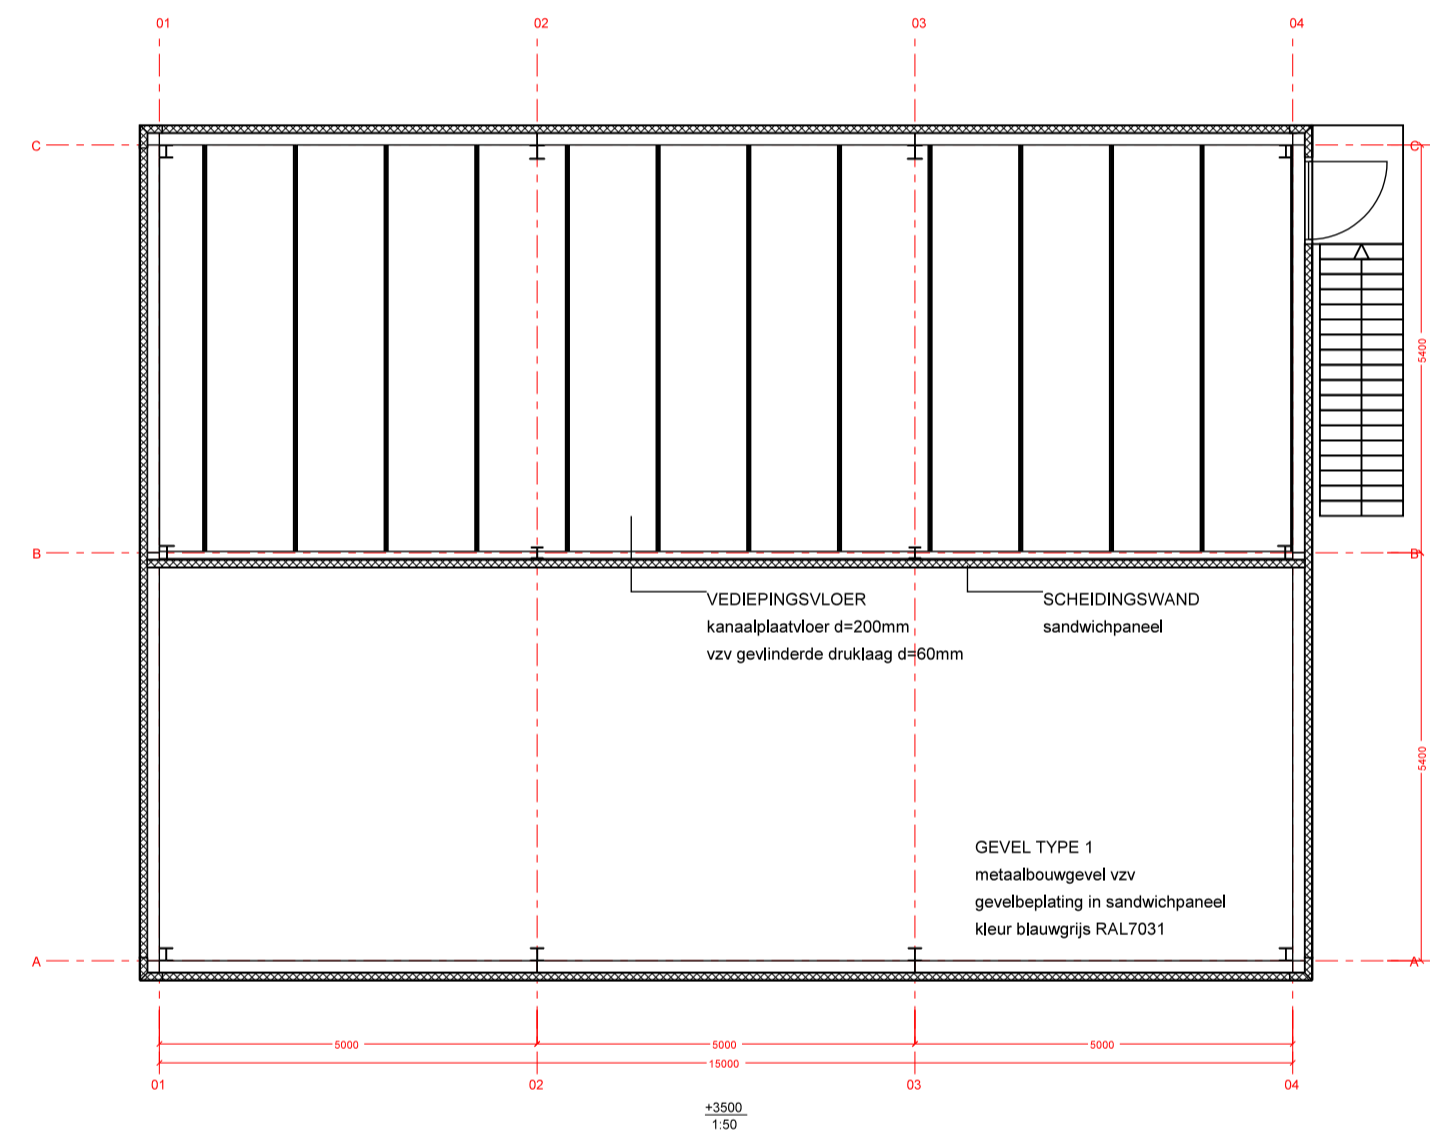 01 02 03 04
C C
5400
B B
VEDIEPINGSVLOER
kanaalplaatvloer d=200mm
vzv gevlinderde druklaag d=60mm
SCHEIDINGSWAND
sandwichpaneel
5400
GEVEL TYPE 1
metaalbouwgevel vzv
gevelbeplating in sandwichpaneel
kleur blauwgrijs RAL7031
A A
5000 5000 5000
15000
01 02 03 04
+3500
1:50